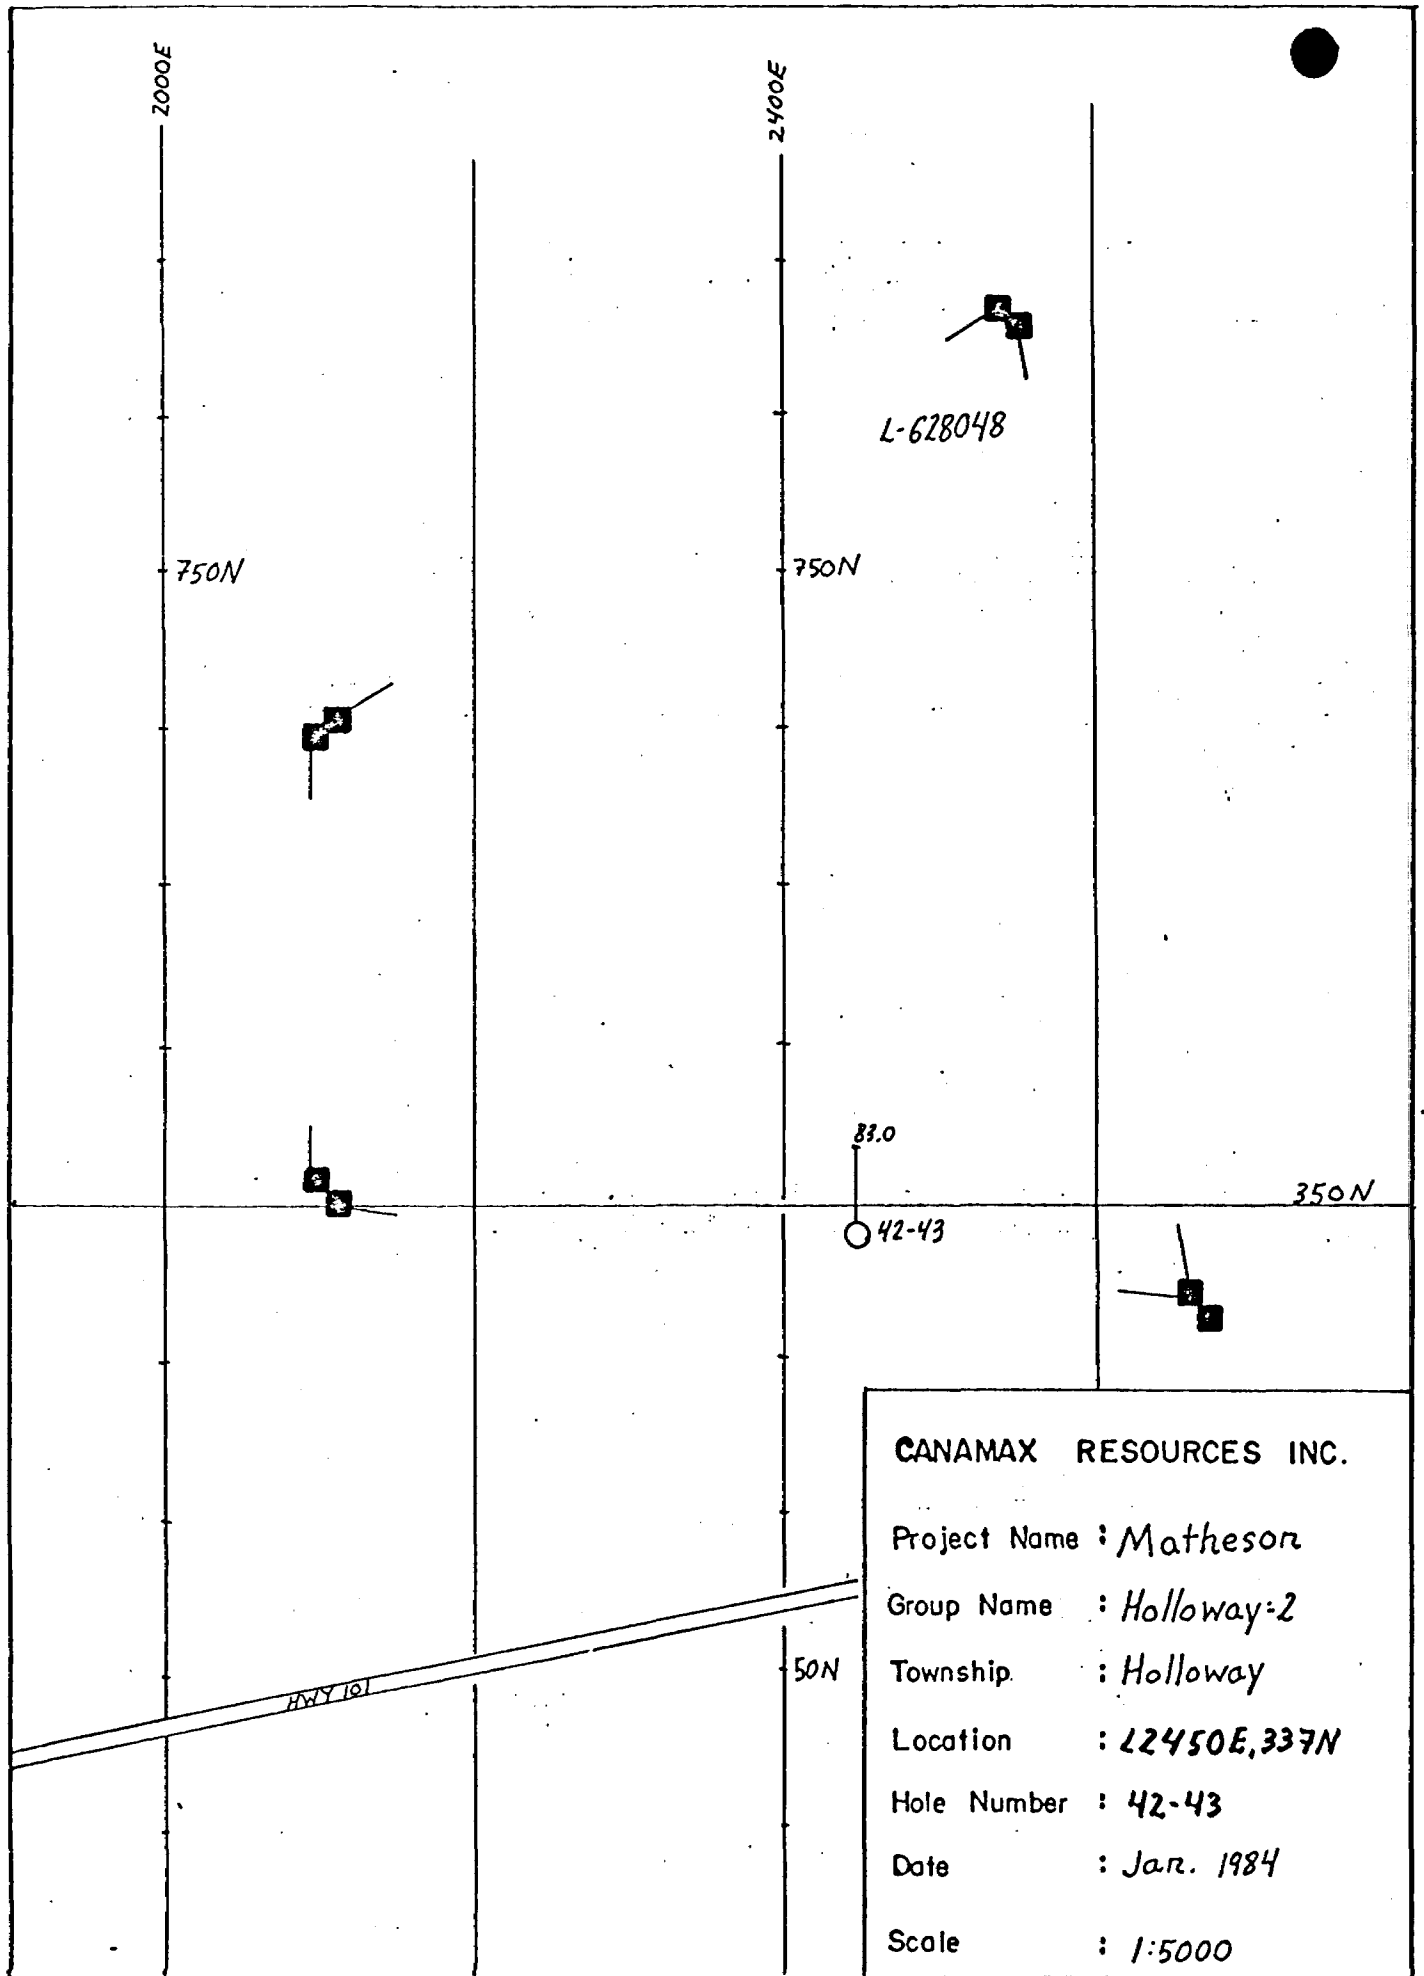 2000E
2400E
L-628048
750N
750N
83.0
350N
42-43
CANAMAX RESOURCES INC.
Project Name : Matheson
Group Name : Holloway-2
Township : Holloway
50N
HWY 101
Location : L2450E, 337N
Hole Number : 42-43
Date : Jan. 1984
Scale : 1:5000